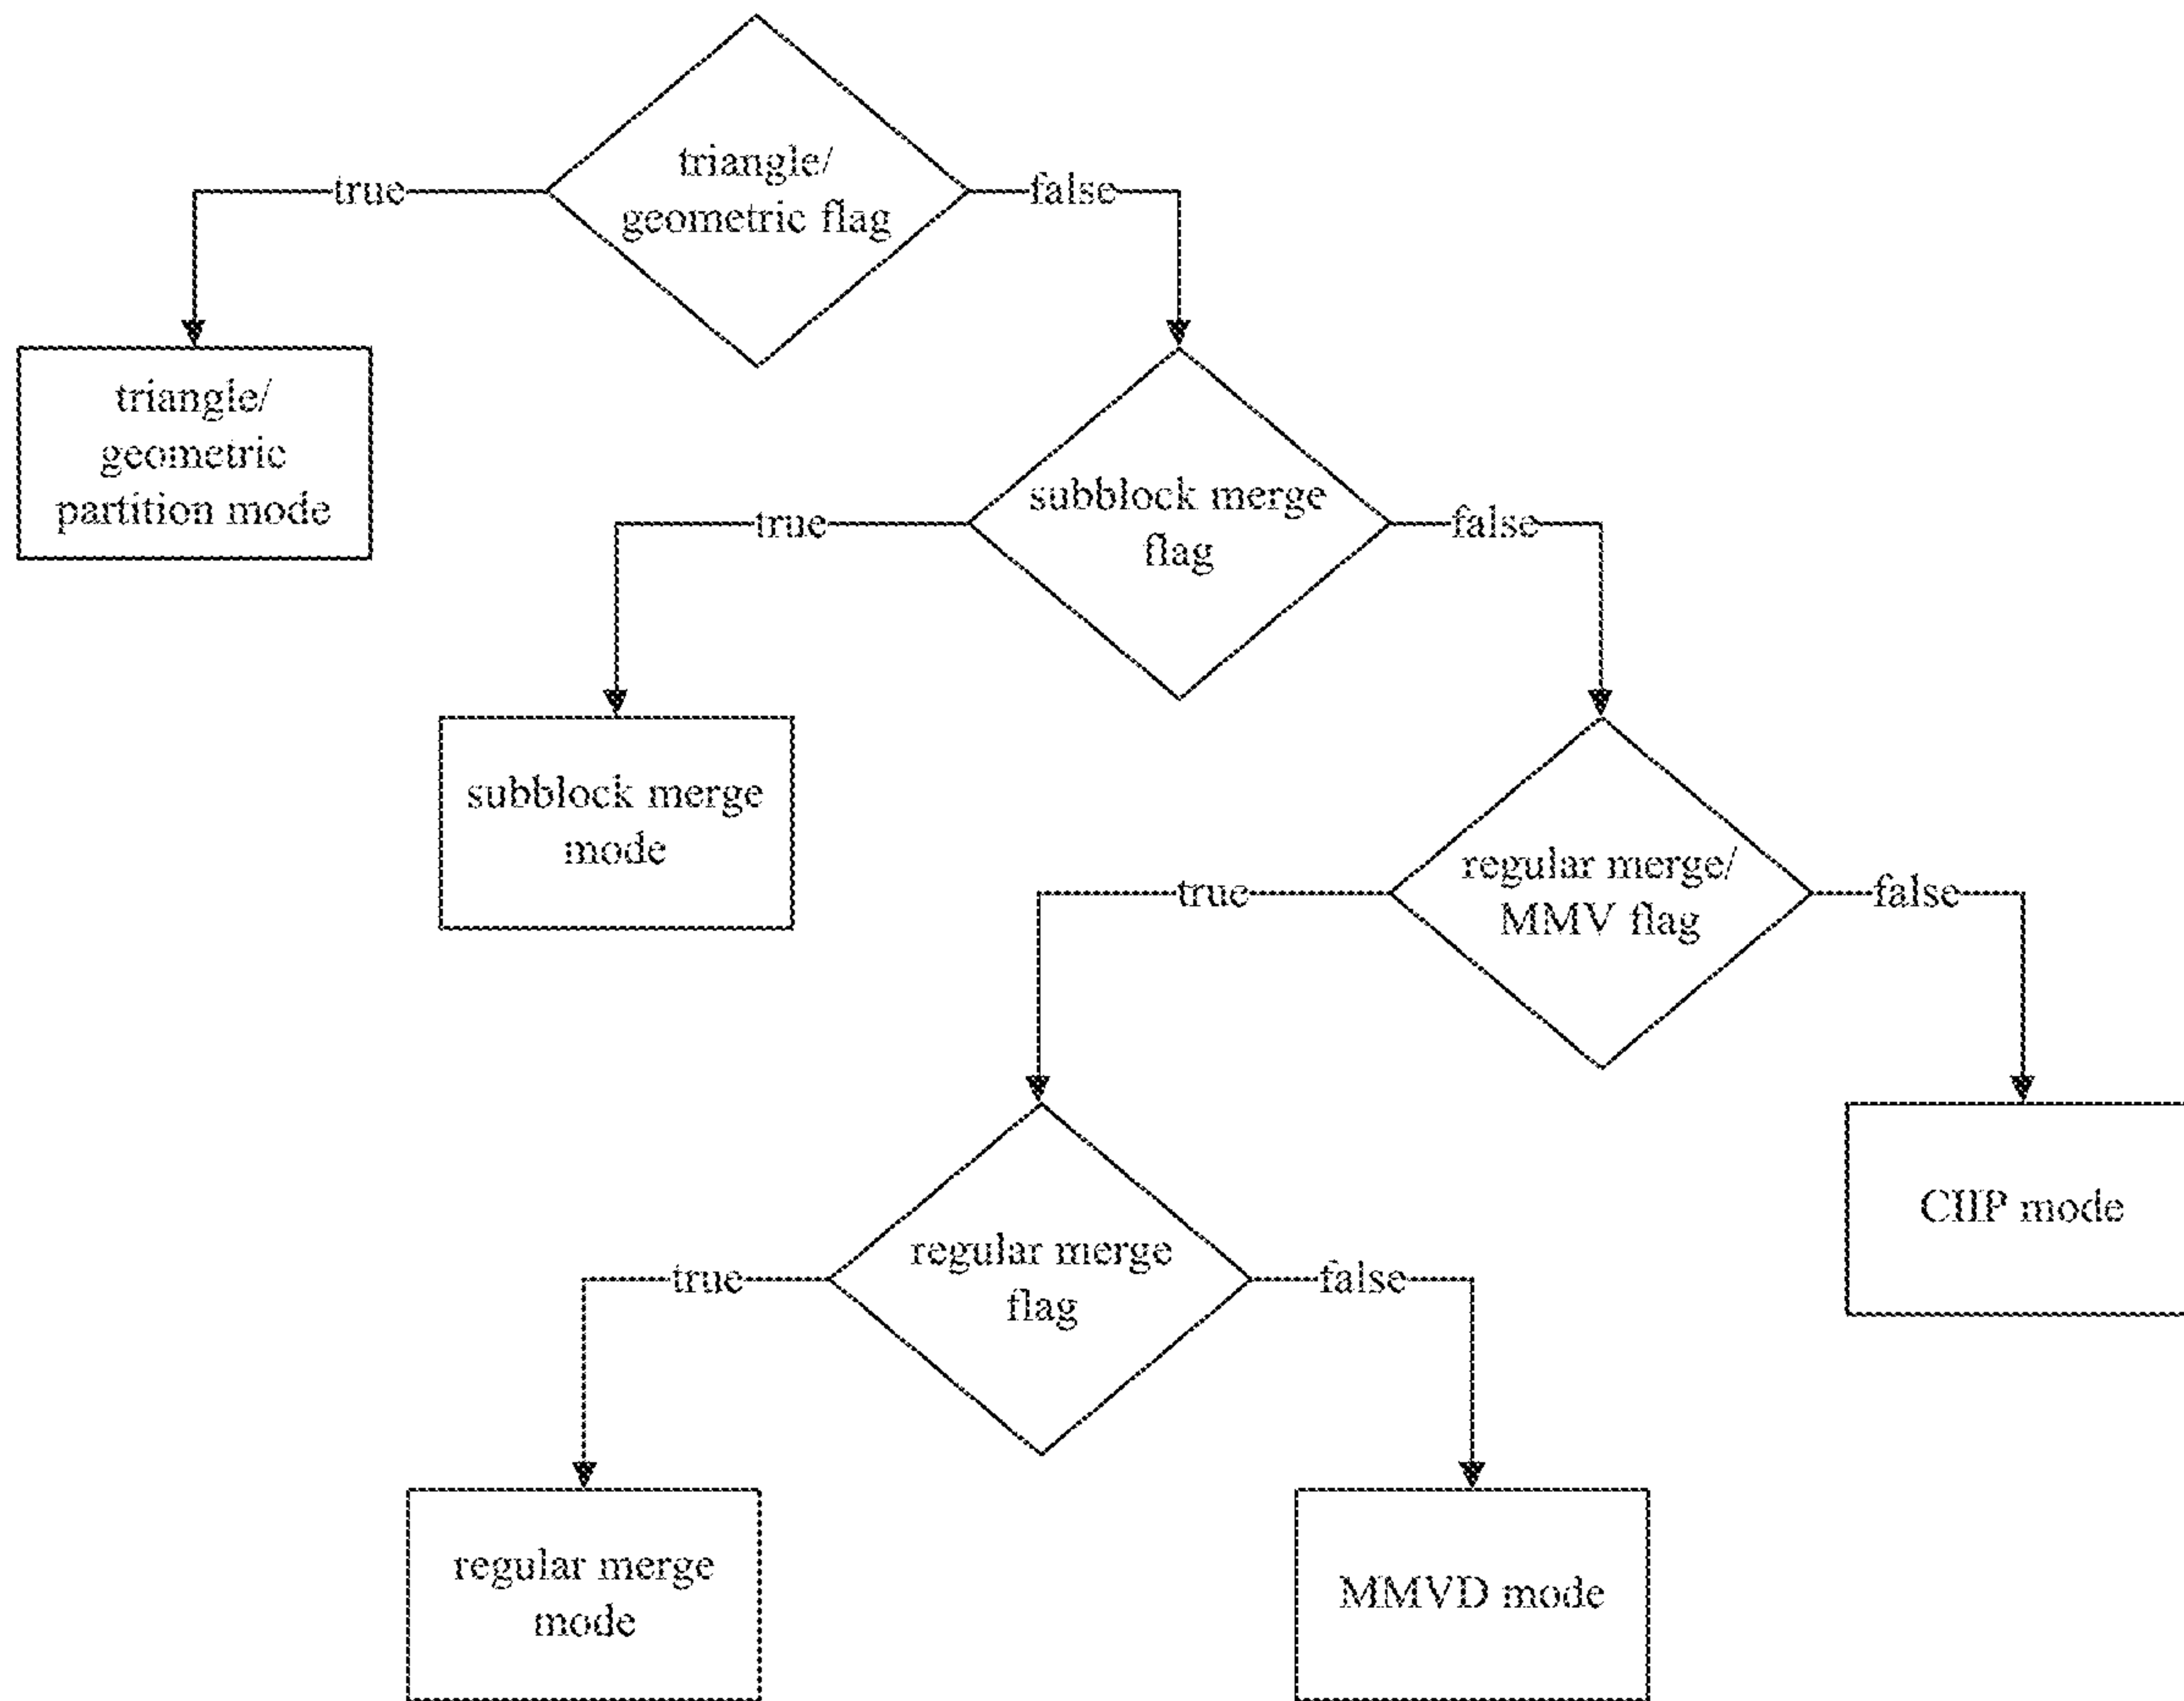 triangle/
geometric flag
true
false
triangle/
geometric
partition mode
subblock merge
flag
true
false
subblock merge
mode
regular merge/
MMV flag
true
false
regular merge
flag
true
false
CIIP mode
regular merge
mode
MMVD mode